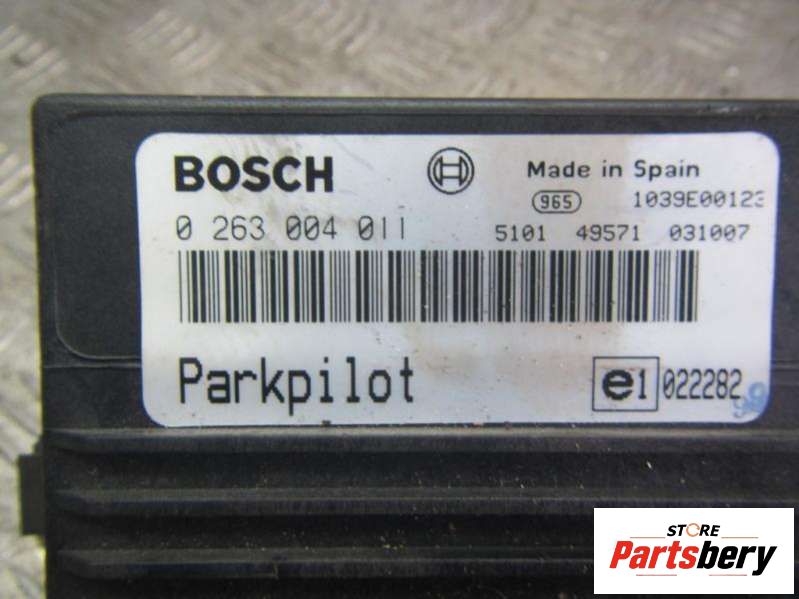 BOSCH
Made in Spain
965 1039E00123
0 263 004 011
5101 49571 031007
Parkpilot
e1 022282
STORE
Partsbery